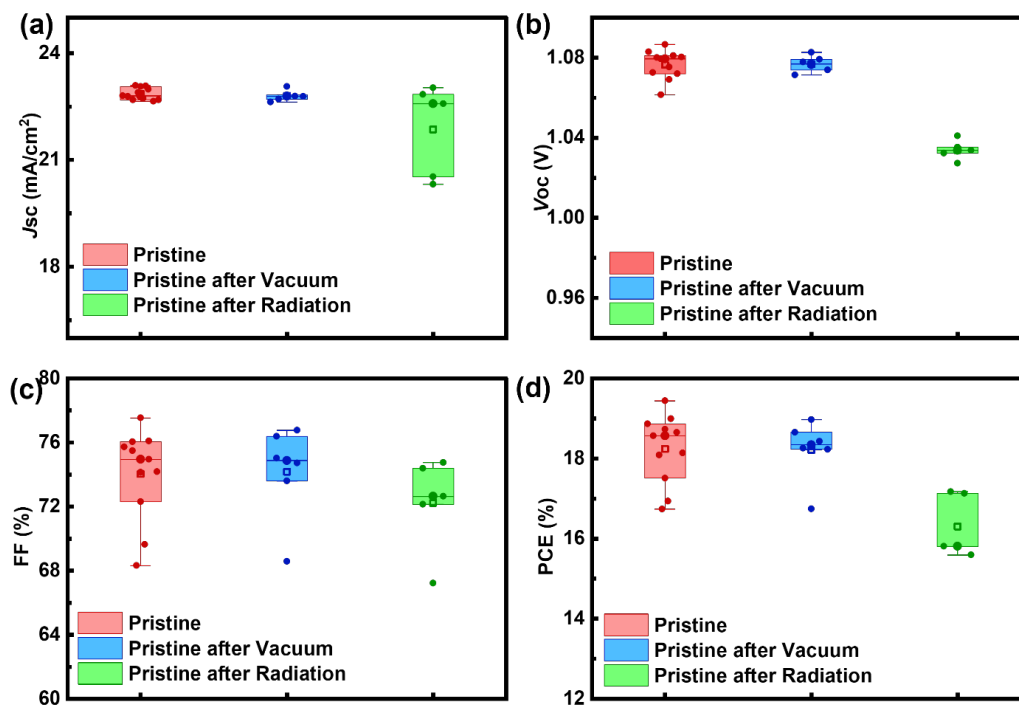 (a)
Jsc (mA/cm²)
24
21
18
Pristine
Pristine after Vacuum
Pristine after Radiation
(b)
Voc (V)
1.08
1.04
1.00
0.96
Pristine
Pristine after Vacuum
Pristine after Radiation
(c)
FF (%)
80
76
72
68
64
60
Pristine
Pristine after Vacuum
Pristine after Radiation
(d)
PCE (%)
20
18
16
14
12
Pristine
Pristine after Vacuum
Pristine after Radiation